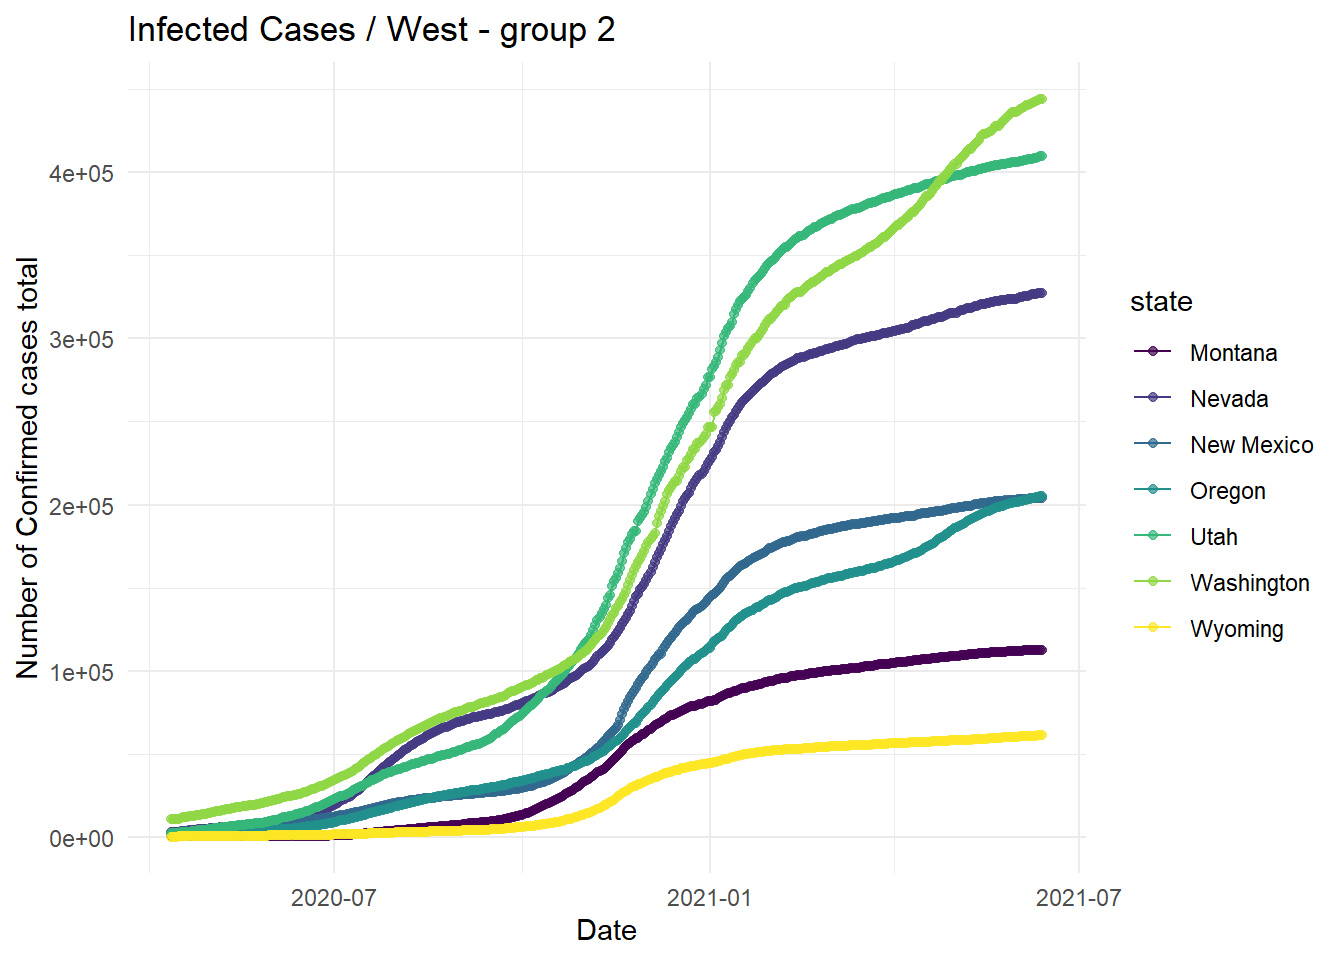 Infected Cases / West - group 2
Number of Confirmed cases total
4e+05
3e+05
2e+05
1e+05
0e+00
2020-07
2021-01
2021-07
Date
state
Montana
Nevada
New Mexico
Oregon
Utah
Washington
Wyoming